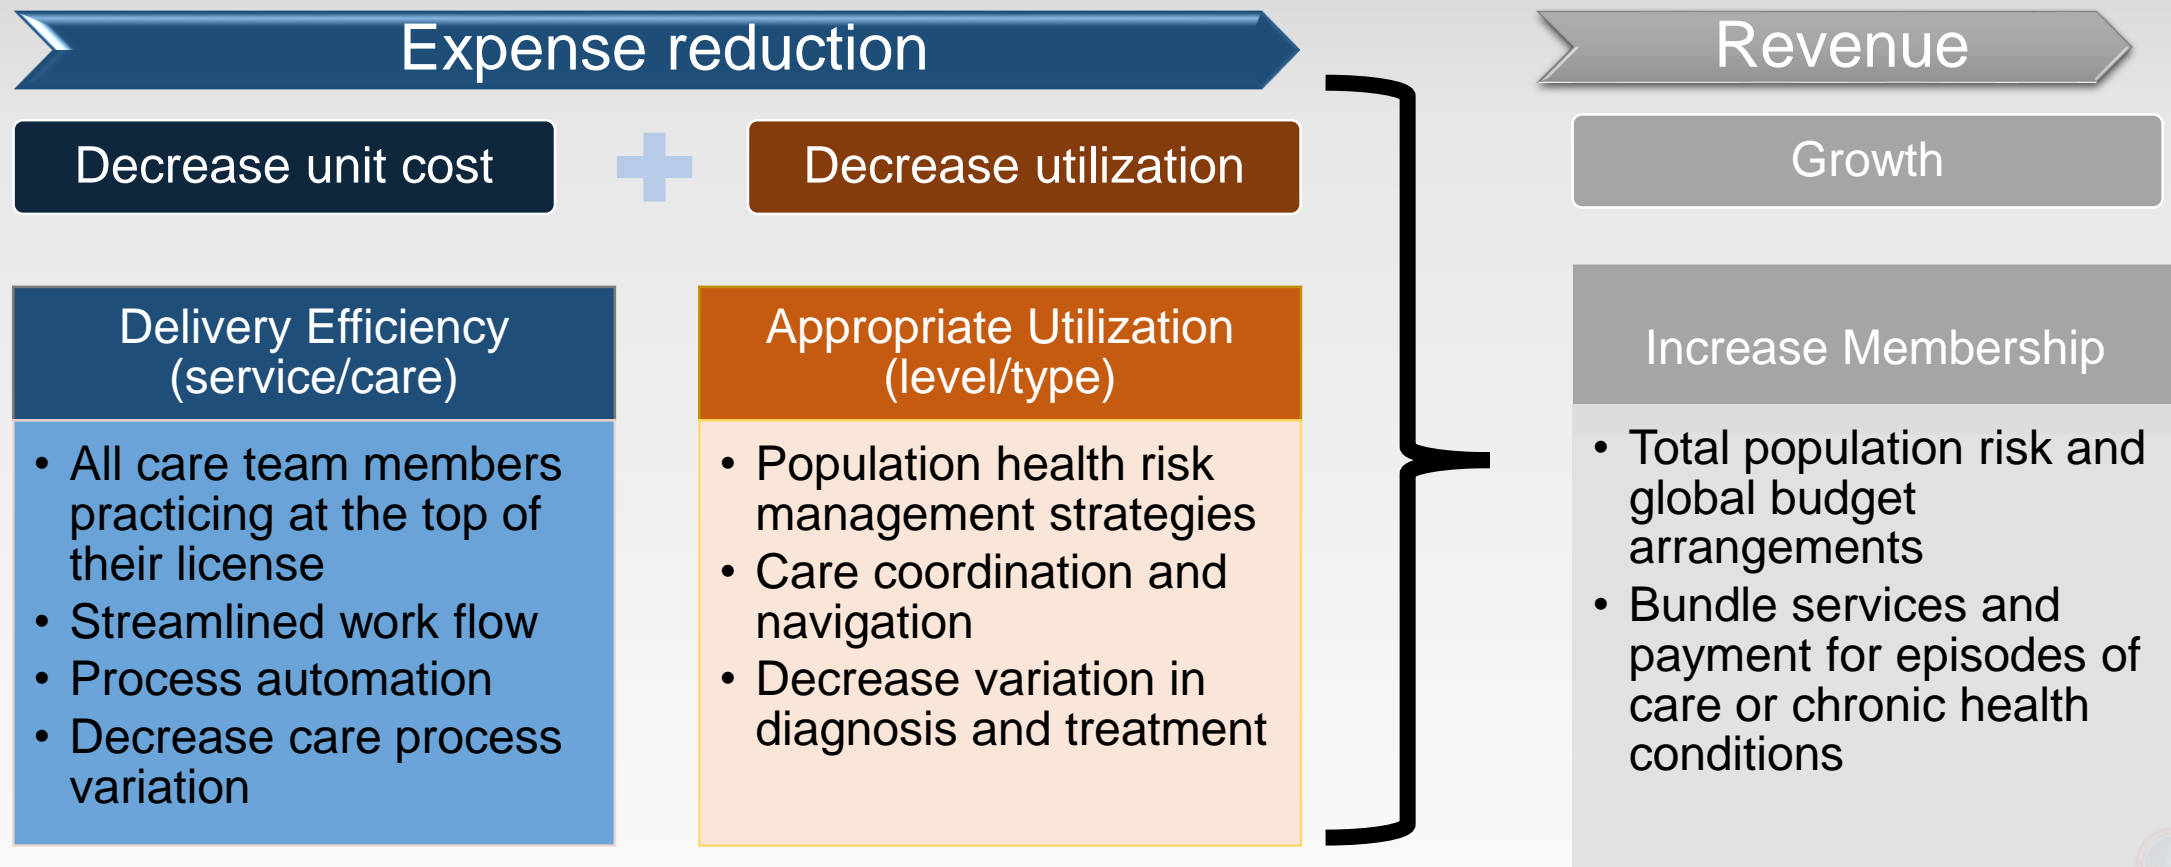 Expense reduction
Revenue
Decrease unit cost
Decrease utilization
Growth
Delivery Efficiency
(service/care)
• All care team members
practicing at the top of
their license
• Streamlined work flow
• Process automation
• Decrease care process
variation
Appropriate Utilization
(level/type)
• Population health risk
management strategies
• Care coordination and
navigation
• Decrease variation in
diagnosis and treatment
Increase Membership
• Total population risk and
global budget
arrangements
• Bundle services and
payment for episodes of
care or chronic health
conditions